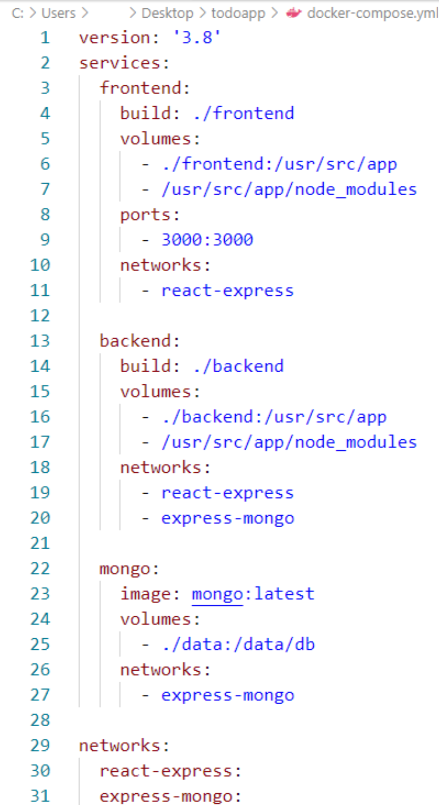 C: > Users > > Desktop > todoapp > docker-compose.yml
1 version: '3.8'
2 services:
3   frontend:
4     build: ./frontend
5     volumes:
6       - ./frontend:/usr/src/app
7       - /usr/src/app/node_modules
8     ports:
9       - 3000:3000
10     networks:
11       - react-express
12
13   backend:
14     build: ./backend
15     volumes:
16       - ./backend:/usr/src/app
17       - /usr/src/app/node_modules
18     networks:
19       - react-express
20       - express-mongo
21
22   mongo:
23     image: mongo:latest
24     volumes:
25       - ./data:/data/db
26     networks:
27       - express-mongo
28
29 networks:
30   react-express:
31   express-mongo: